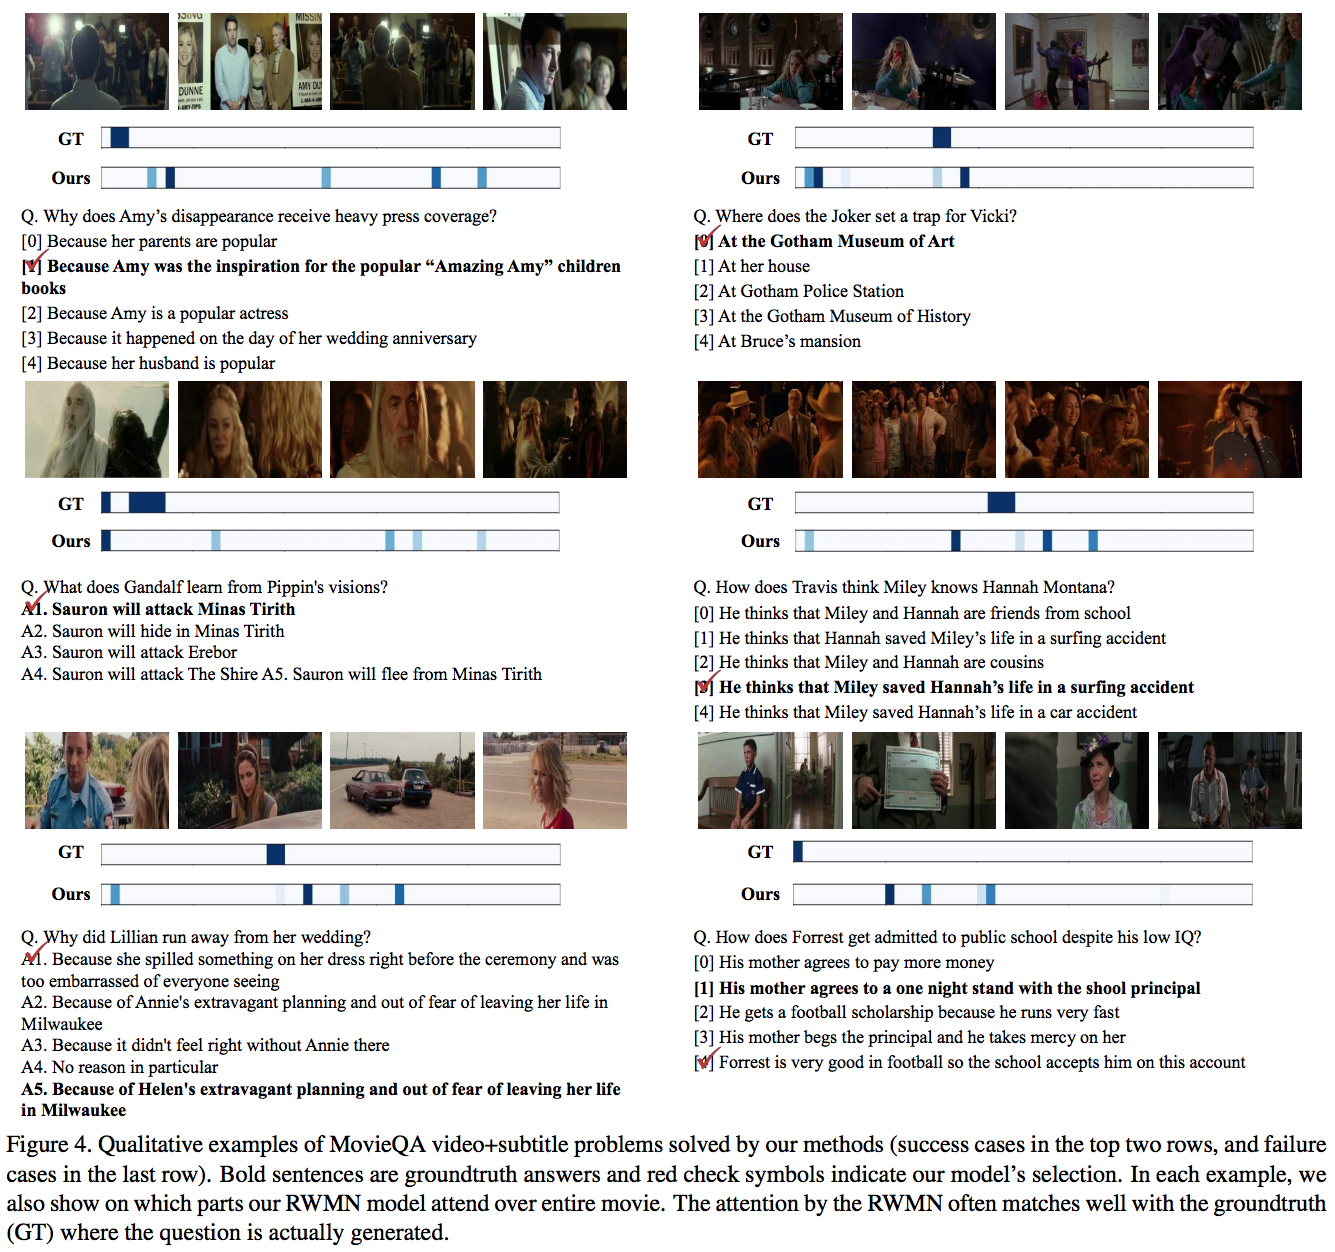 USING
MISSIN
DUNNE
AMY DU
GT
Ours
Q. Why does Amy's disappearance receive heavy press coverage?
[0] Because her parents are popular
[1] Because Amy was the inspiration for the popular “Amazing Amy” children
books
[2] Because Amy is a popular actress
[3] Because it happened on the day of her wedding anniversary
[4] Because her husband is popular
GT
Ours
Q. Where does the Joker set a trap for Vicki?
[0] At the Gotham Museum of Art
[1] At her house
[2] At Gotham Police Station
[3] At the Gotham Museum of History
[4] At Bruce’s mansion
GT
Ours
Q. What does Gandalf learn from Pippin's visions?
A1. Sauron will attack Minas Tirith
A2. Sauron will hide in Minas Tirith
A3. Sauron will attack Erebor
A4. Sauron will attack The Shire A5. Sauron will flee from Minas Tirith
GT
Ours
Q. How does Travis think Miley knows Hannah Montana?
[0] He thinks that Miley and Hannah are friends from school
[1] He thinks that Hannah saved Miley’s life in a surfing accident
[2] He thinks that Miley and Hannah are cousins
[3] He thinks that Miley saved Hannah’s life in a surfing accident
[4] He thinks that Miley saved Hannah’s life in a car accident
GT
Ours
Q. Why did Lillian run away from her wedding?
A1. Because she spilled something on her dress right before the ceremony and was
too embarrassed of everyone seeing
A2. Because of Annie's extravagant planning and out of fear of leaving her life in
Milwaukee
A3. Because it didn't feel right without Annie there
A4. No reason in particular
A5. Because of Helen's extravagant planning and out of fear of leaving her life
in Milwaukee
GT
Ours
Q. How does Forrest get admitted to public school despite his low IQ?
[0] His mother agrees to pay more money
[1] His mother agrees to a one night stand with the shool principal
[2] He gets a football scholarship because he runs very fast
[3] His mother begs the principal and he takes mercy on her
[4] Forrest is very good in football so the school accepts him on this account
Figure 4. Qualitative examples of MovieQA video+subtitle problems solved by our methods (success cases in the top two rows, and failure
cases in the last row). Bold sentences are groundtruth answers and red check symbols indicate our model’s selection. In each example, we
also show on which parts our RWMN model attend over entire movie. The attention by the RWMN often matches well with the groundtruth
(GT) where the question is actually generated.